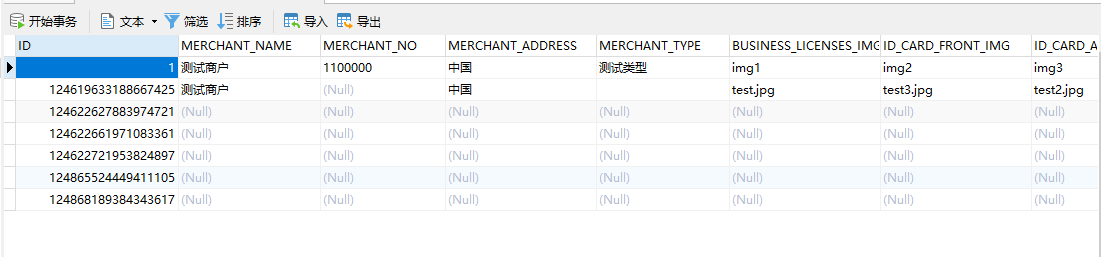 开始事务 文本 筛选 排序 导入 导出
ID MERCHANT_NAME MERCHANT_NO MERCHANT_ADDRESS MERCHANT_TYPE BUSINESS_LICENSES_IMG ID_CARD_FRONT_IMG ID_CARD_A
1 测试商户 1100000 中国 测试类型 img1 img2 img3
124619633188667425 测试商户 (Null) 中国 test.jpg test3.jpg test2.jpg
124622627883974721 (Null) (Null) (Null) (Null) (Null) (Null) (Null)
124622661971083361 (Null) (Null) (Null) (Null) (Null) (Null) (Null)
124622721953824897 (Null) (Null) (Null) (Null) (Null) (Null) (Null)
124865524449411105 (Null) (Null) (Null) (Null) (Null) (Null) (Null)
124868189384343617 (Null) (Null) (Null) (Null) (Null) (Null) (Null)